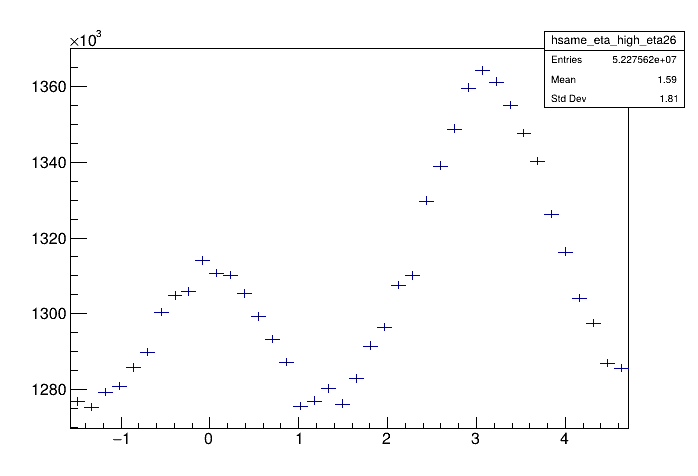 ×10³
hsame_eta_high_eta26
Entries 5.227562e+07
Mean 1.59
Std Dev 1.81
1360
1340
1320
1300
1280
−1 0 1 2 3 4